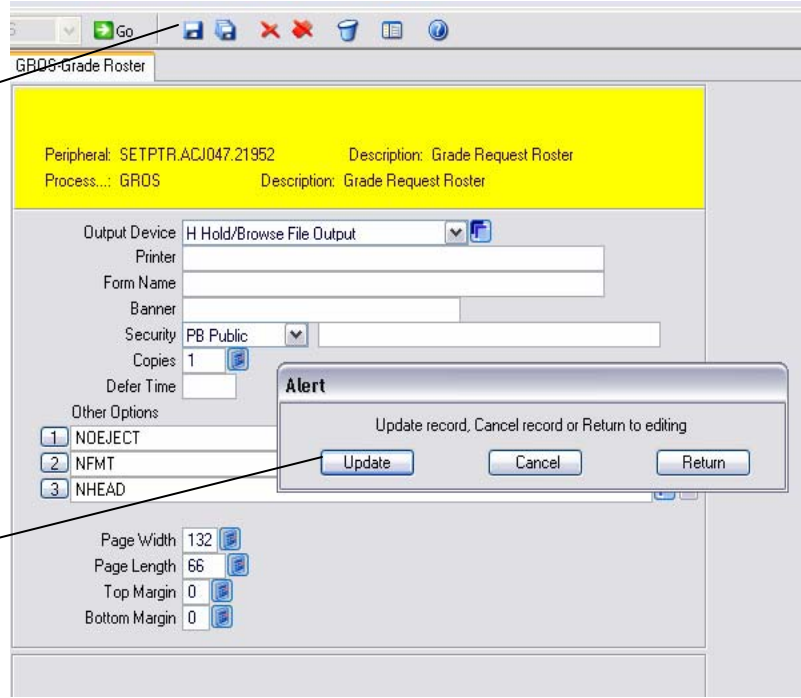 Go
GROS-Grade Roster
Peripheral: SETPTR.ACJ047.21952 Description: Grade Request Roster
Process...: GROS Description: Grade Request Roster
Output Device H Hold/Browse File Output
Printer
Form Name
Banner
Security PB Public
Copies 1
Defer Time
Other Options
1 NOEJECT
2 NFMT
3 NHEAD
Alert
Update record, Cancel record or Return to editing
Update Cancel Return
Page Width 132
Page Length 66
Top Margin 0
Bottom Margin 0